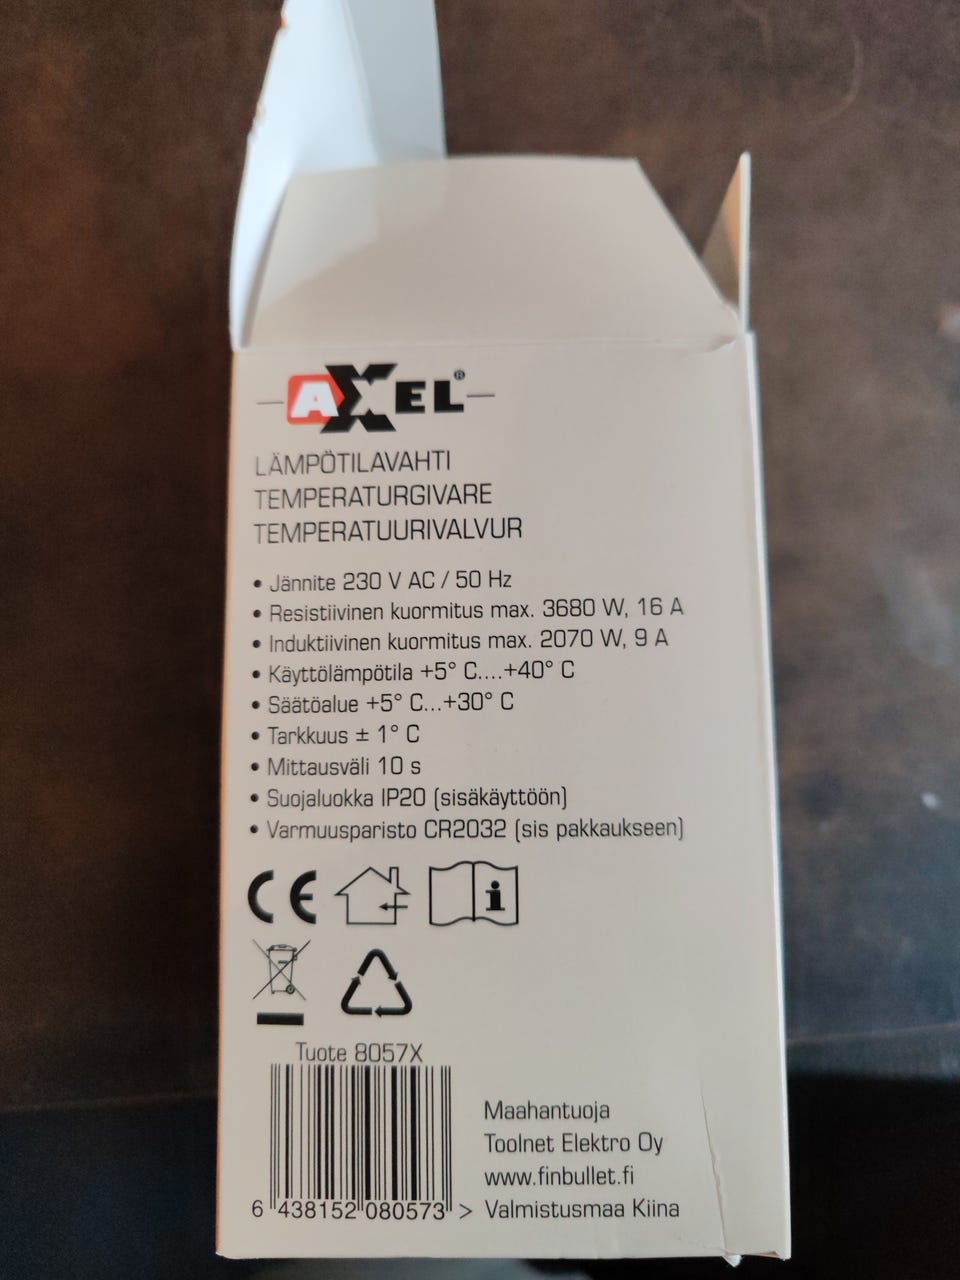 AXEL®
LÄMPÖTILAVAHTI
TEMPERATURGIVARE
TEMPERATUURIVALVUR
• Jännite 230 V AC / 50 Hz
• Resistiivinen kuormitus max. 3680 W, 16 A
• Induktiivinen kuormitus max. 2070 W, 9 A
• Käyttölämpötila +5° C....+40° C
• Säätöalue +5° C...+30° C
• Tarkkuus ± 1° C
• Mittausväli 10 s
• Suojaluokka IP20 (sisäkäyttöön)
• Varmuusparisto CR2032 (sis pakkaukseen)
CE
i
Tuote 8057X
6 438152 080573 >
Maahantuoja
Toolnet Elektro Oy
www.finbullet.fi
Valmistusmaa Kiina